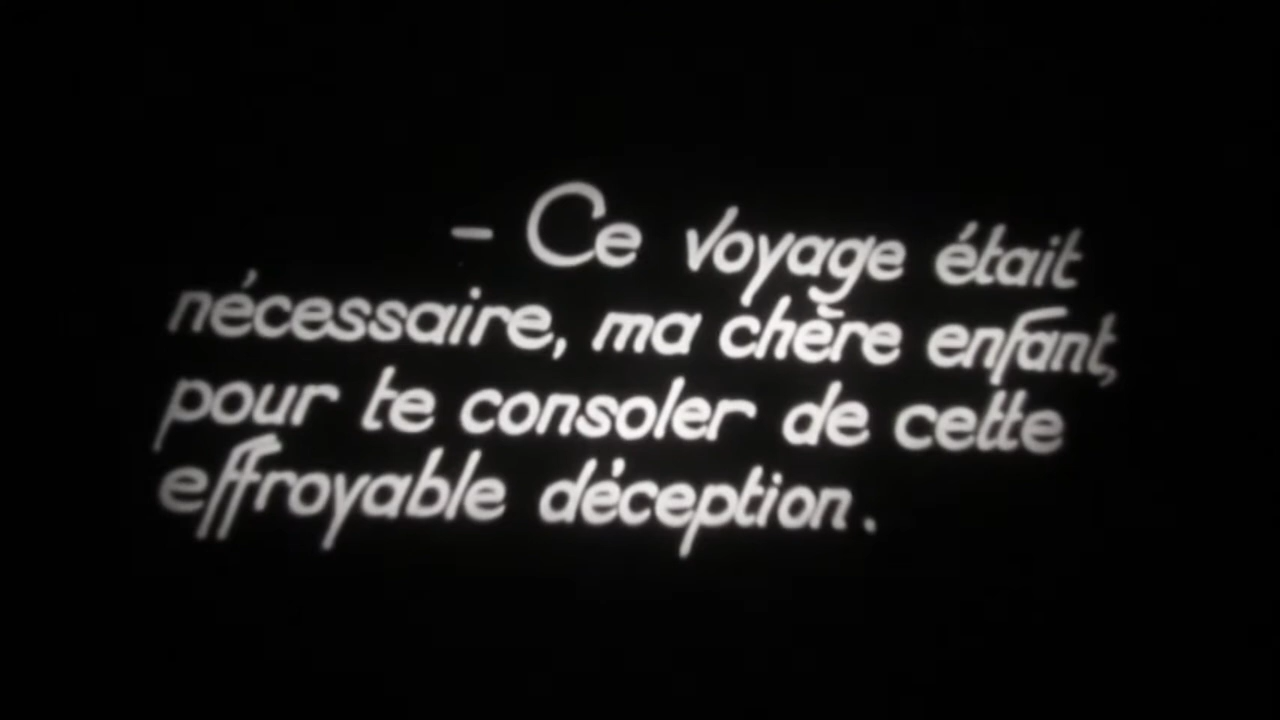 – Ce voyage était
nécessaire, ma chère enfant,
pour te consoler de cette
effroyable déception.